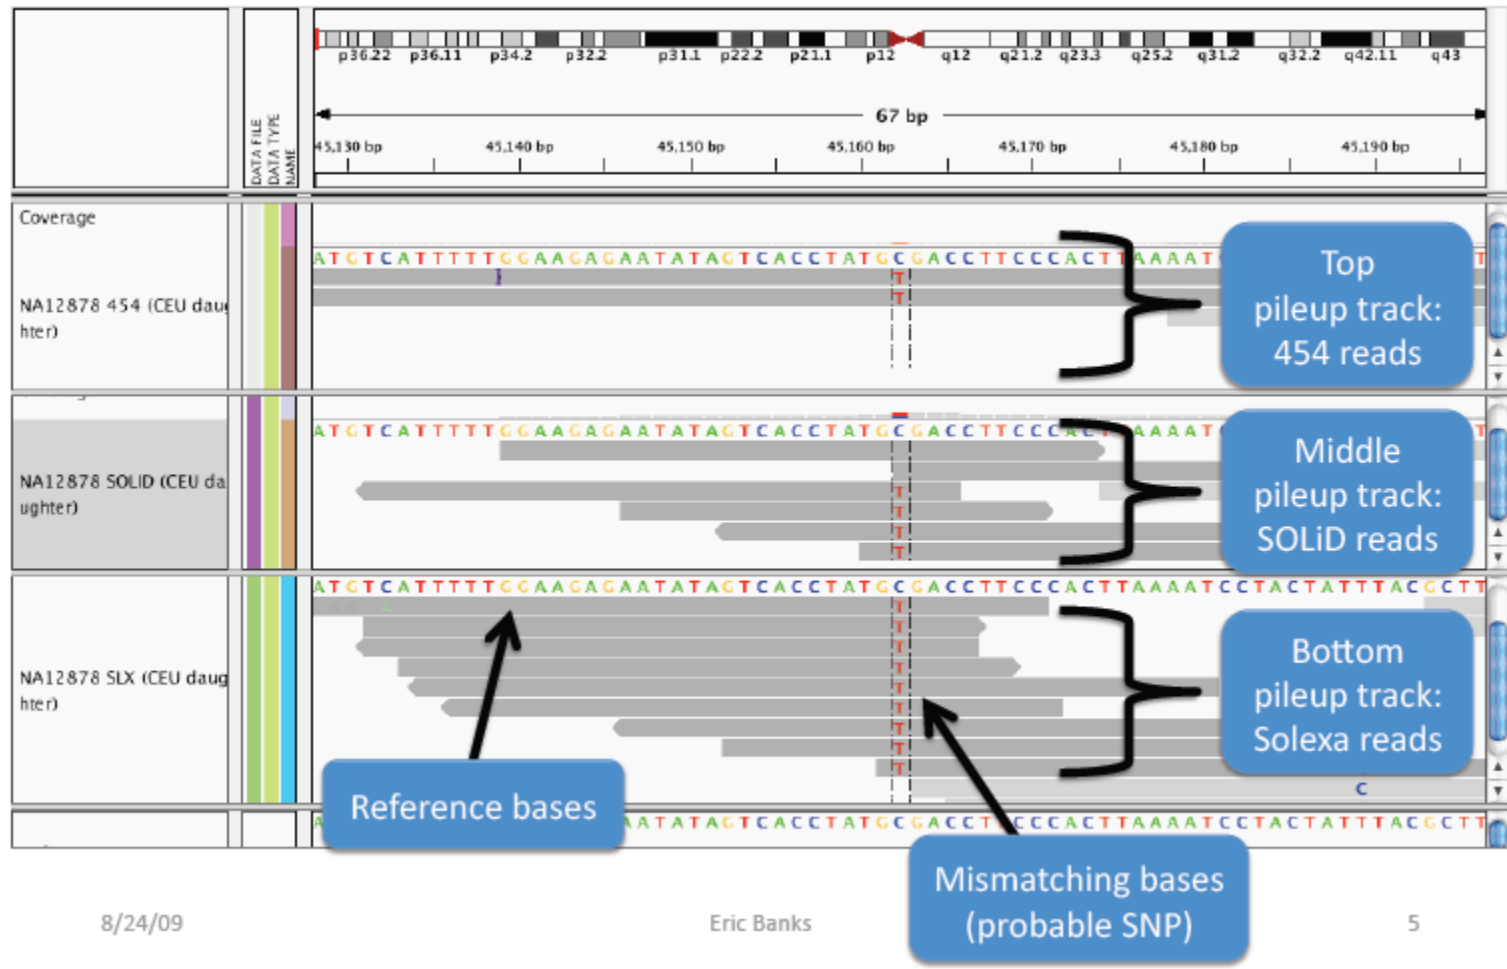 p36.22 p36.11 p34.2 p32.2 p31.1 p22.2 p21.1 p12 q12 q21.2 q23.3 q25.2 q31.2 q32.2 q42.11 q43
67 bp
45,130 bp 45,140 bp 45,150 bp 45,160 bp 45,170 bp 45,180 bp 45,190 bp
DATA FILE
DATA TYPE
NAME
Coverage
ATGTCATTTTTGGAAGAGAATATAGTCACCTATGCGACCTTCCCACTTAAAAT T
T
T
NA12878 454 (CEU daug
hter)
Top
pileup track:
454 reads
ATGTCATTTTTGGAAGAGAATATAGTCACCTATGCGACCTTCCCAC AAAAT T
NA12878 SOLID (CEU da
ughter)
T
T
T
T
Middle
pileup track:
SOLiD reads
ATGTCATTTTTGGAAGAGAATATAGTCACCTATGCGACCTTCCCACTTAAAATCCTACTATTTACGCTT
A A A
T
T
T
T
T
T
T
T
T
C
NA12878 SLX (CEU daug
hter)
Bottom
pileup track:
Solexa reads
Reference bases
A AATATAGTCACCTATGCGACCT CCCACTTAAAATCCTACTATTTACGCTT
Mismatching bases
(probable SNP)
8/24/09 Eric Banks 5